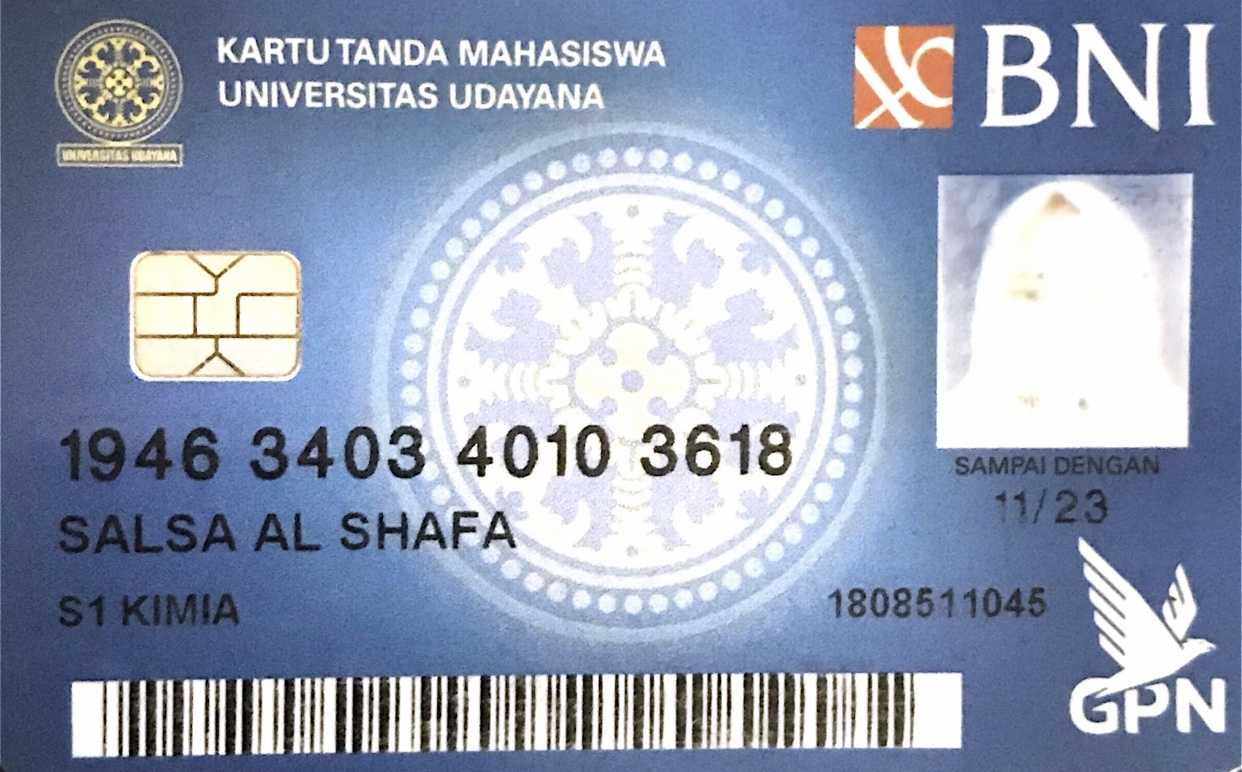 KARTU TANDA MAHASISWA
UNIVERSITAS UDAYANA
BNI
UNIVERSITAS UDAYANA
1946 3403 4010 3618
SAMPAI DENGAN
11/23
SALSA AL SHAFA
S1 KIMIA
1808511045
GPN